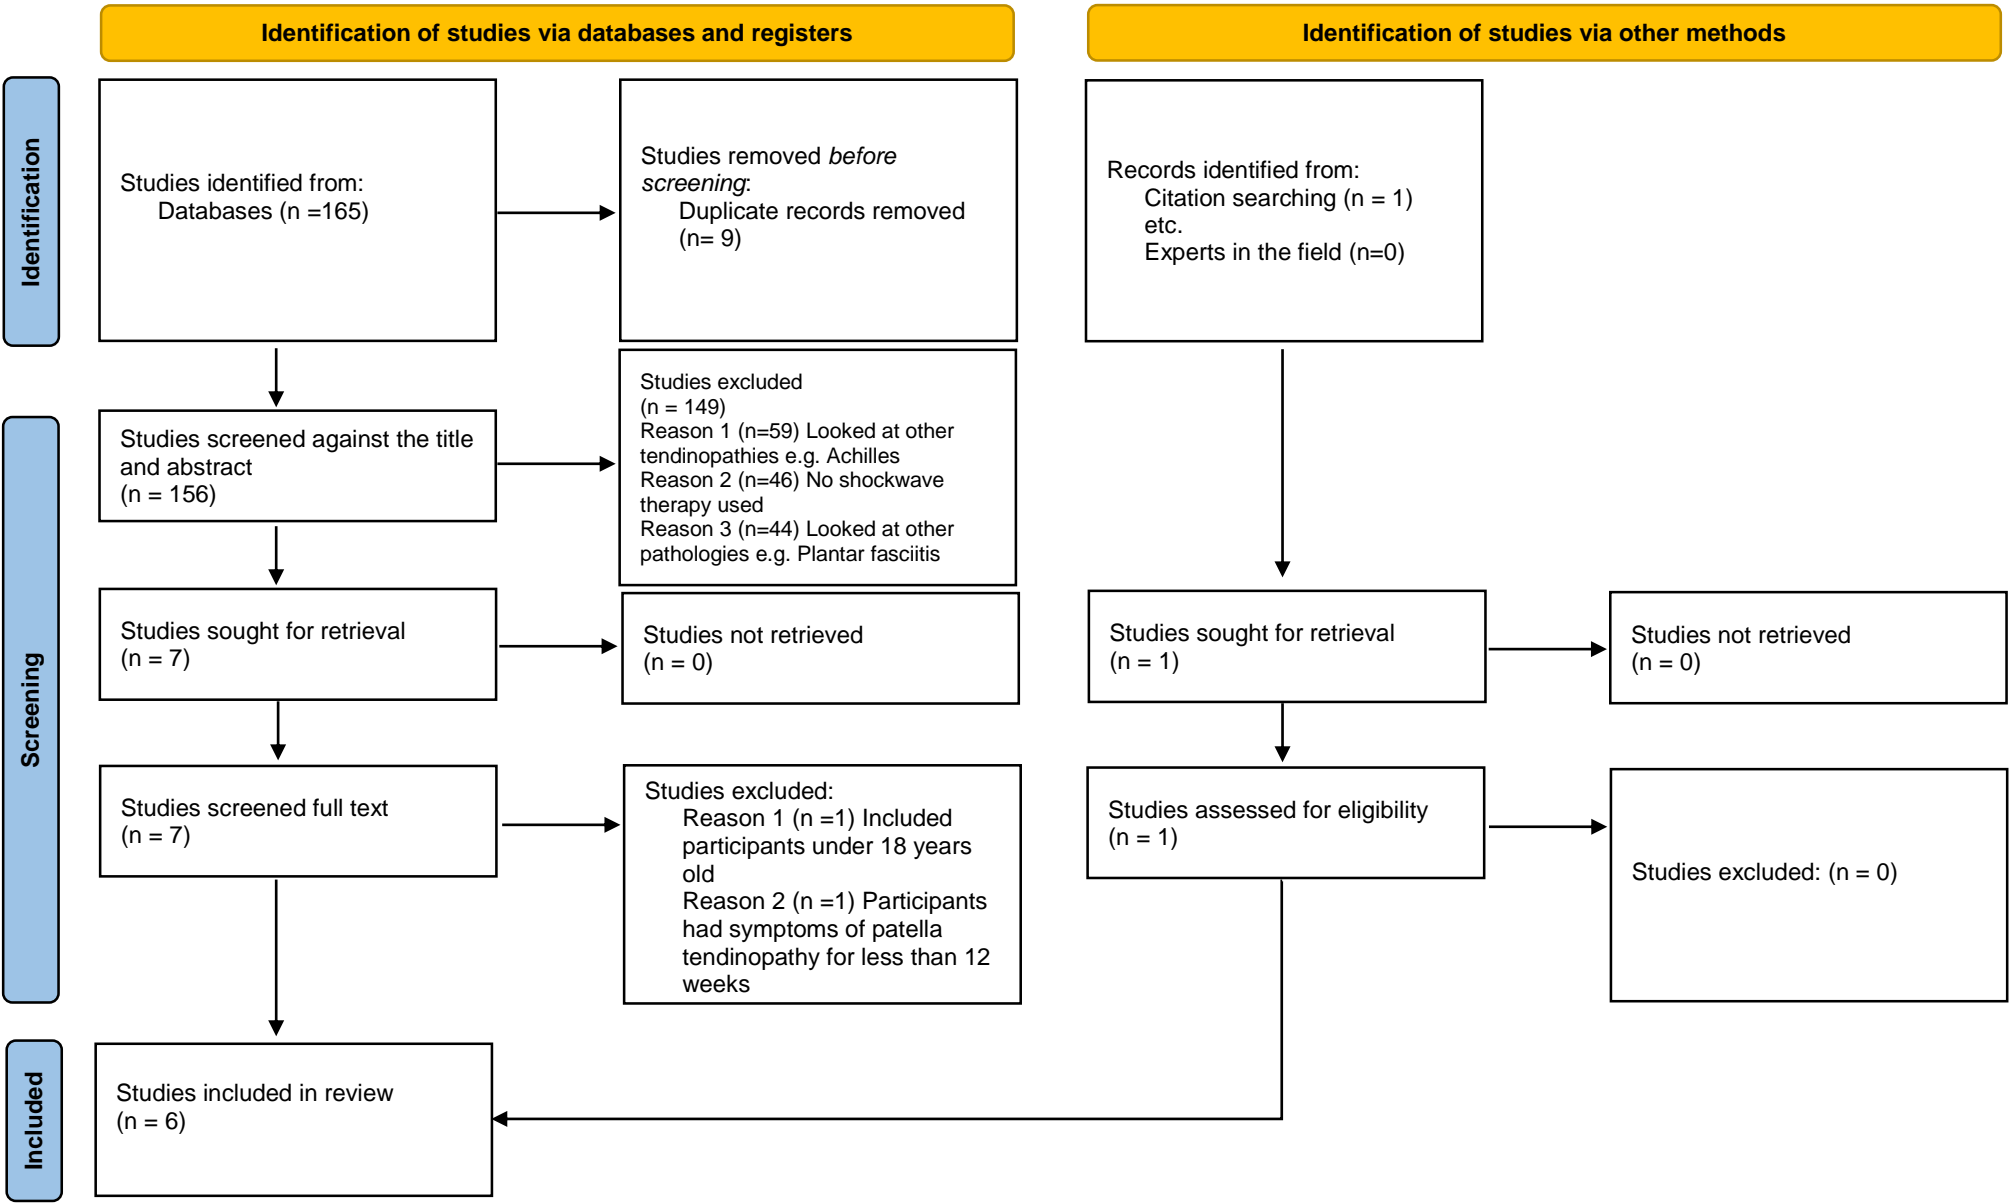 Identification of studies via databases and registers
Identification of studies via other methods
Identification
Studies identified from:
Databases (n =165)
Studies removed before
screening:
Duplicate records removed
(n= 9)
Records identified from:
Citation searching (n = 1)
etc.
Experts in the field (n=0)
Screening
Studies screened against the title
and abstract
(n = 156)
Studies excluded
(n = 149)
Reason 1 (n=59) Looked at other
tendinopathies e.g. Achilles
Reason 2 (n=46) No shockwave
therapy used
Reason 3 (n=44) Looked at other
pathologies e.g. Plantar fasciitis
Studies sought for retrieval
(n = 7)
Studies not retrieved
(n = 0)
Studies sought for retrieval
(n = 1)
Studies not retrieved
(n = 0)
Studies screened full text
(n = 7)
Studies excluded:
Reason 1 (n =1) Included
participants under 18 years
old
Reason 2 (n =1) Participants
had symptoms of patella
tendinopathy for less than 12
weeks
Studies assessed for eligibility
(n = 1)
Studies excluded: (n = 0)
Included
Studies included in review
(n = 6)